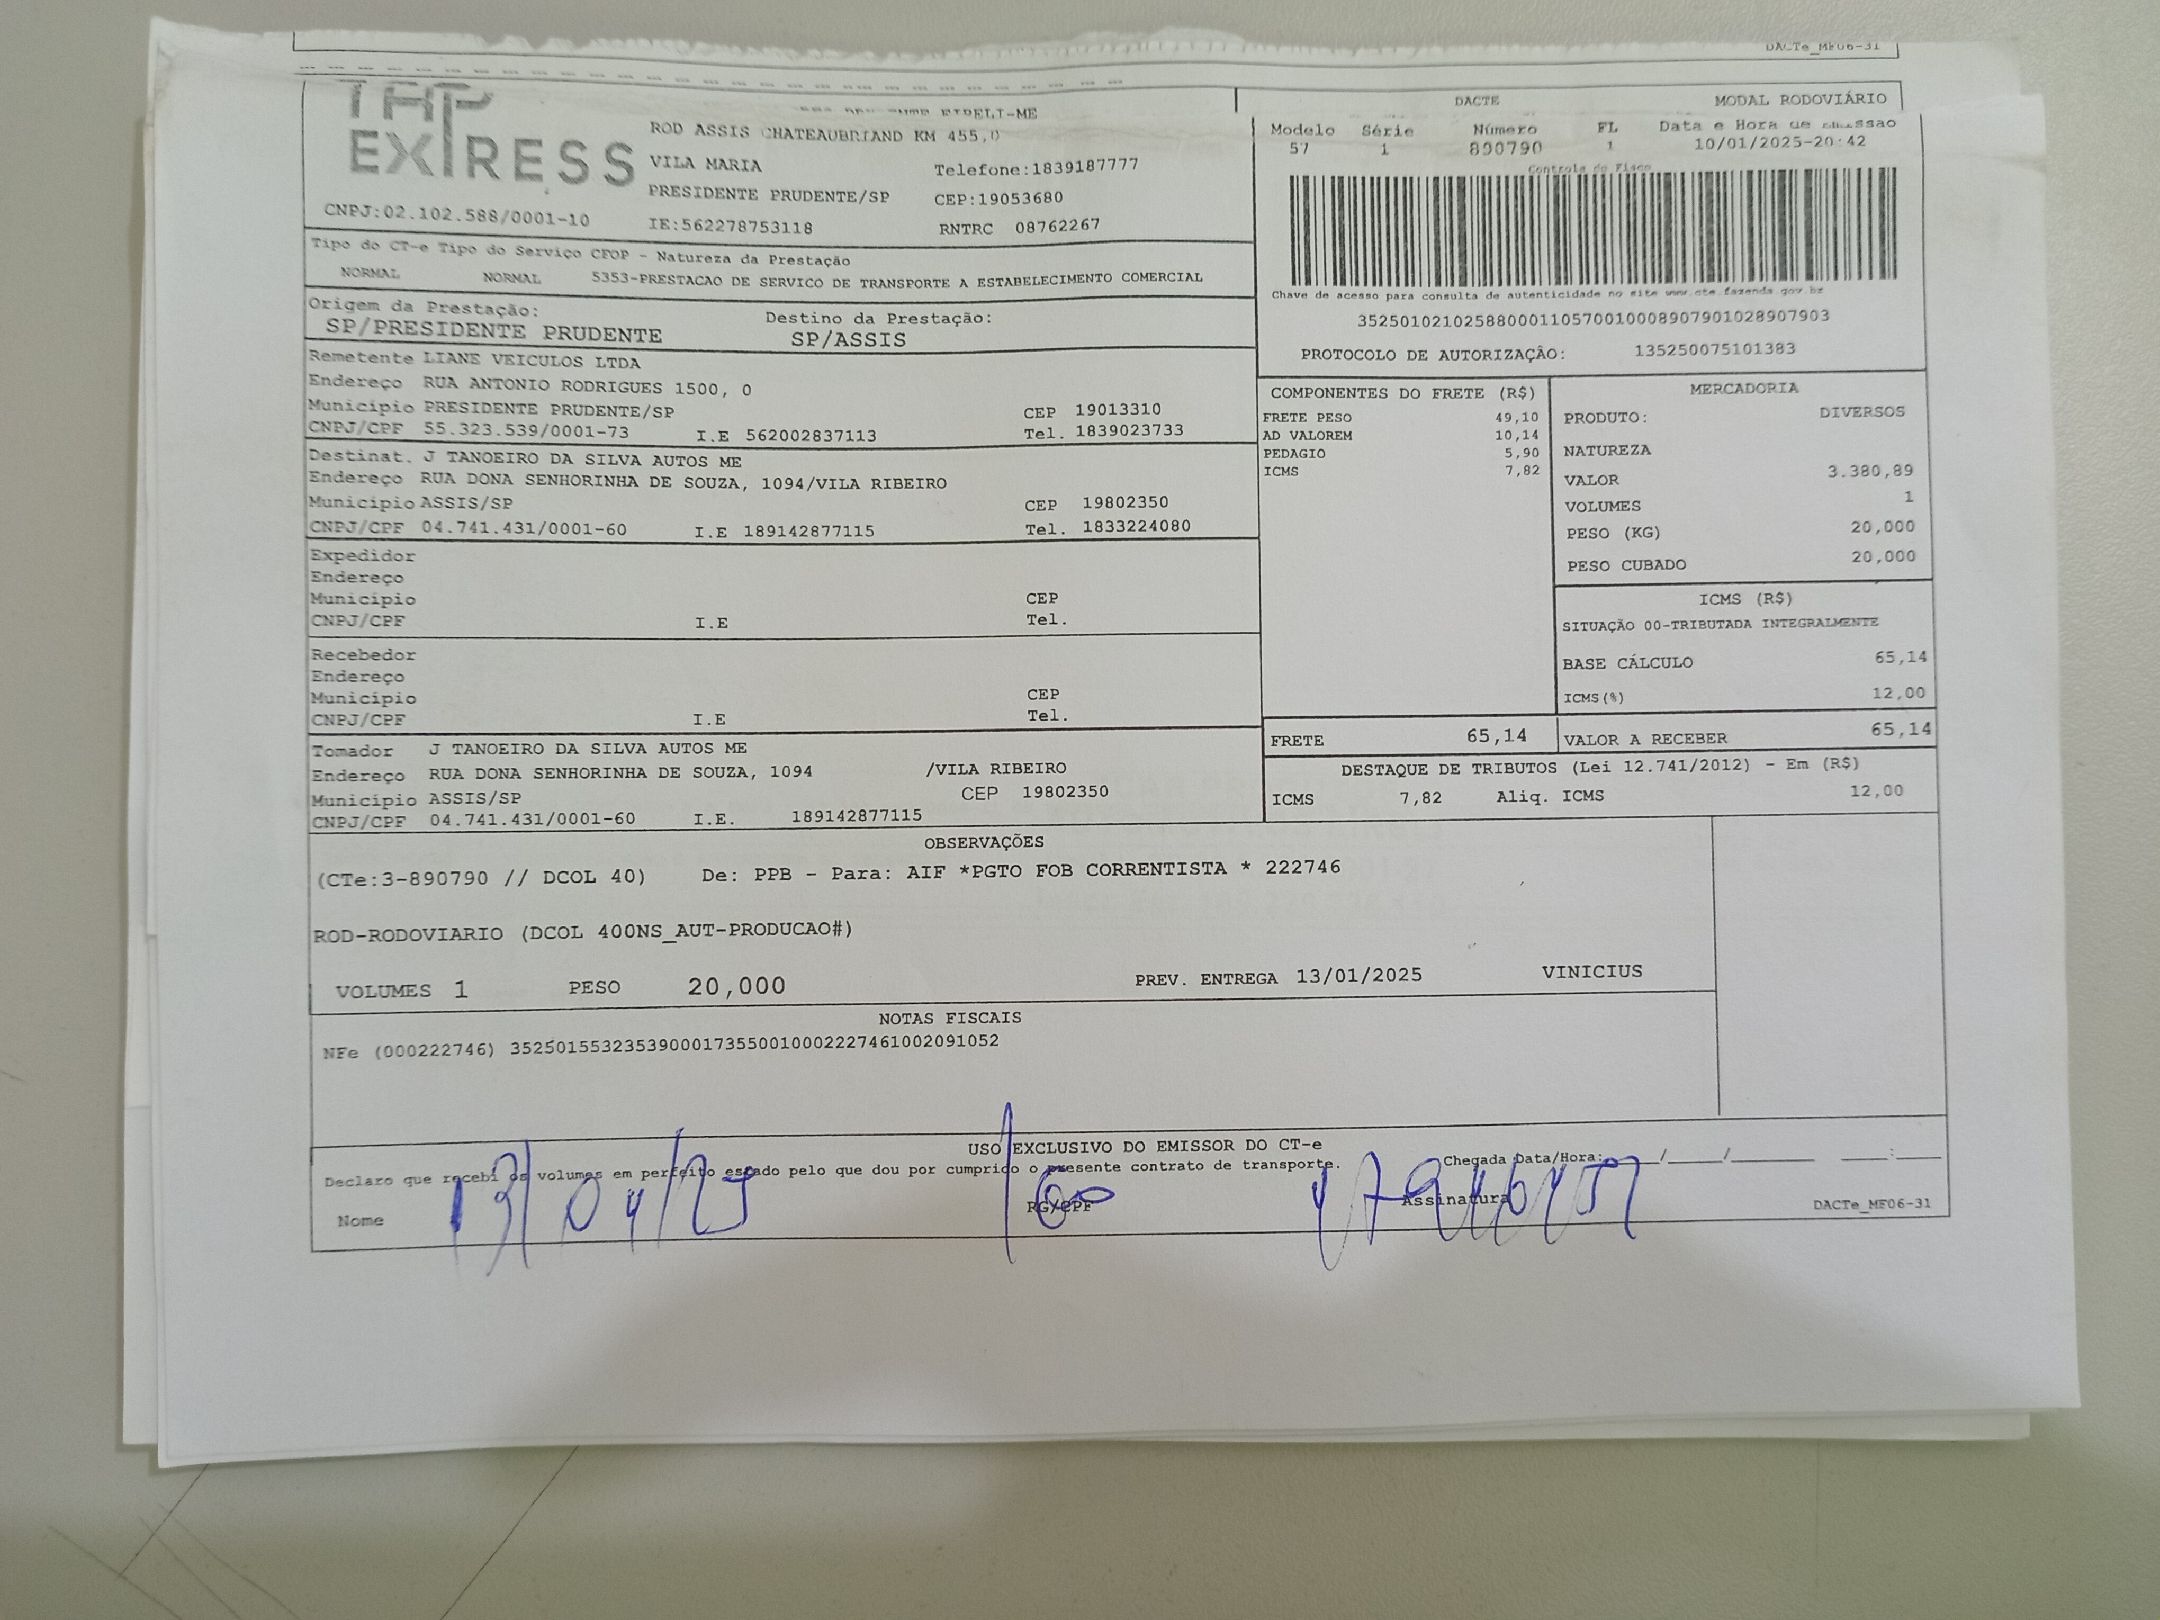 DACTe_MF06-31
TAP
EXPRESS
EIRELI-ME
ROD ASSIS CHATEAUBRIAND KM 455,0
VILA MARIA Telefone:1839187777
PRESIDENTE PRUDENTE/SP CEP:19053680
CNPJ:02.102.588/0001-10 IE:562278753118 RNTRC 08762267
DACTE MODAL RODOVIÁRIO
Modelo Série Número FL Data e Hora de
57 1 890790 1 10/01/2025-20:42
Controle do Fisco
Chave de acesso para consulta de autenticidade no site www.cte.fazenda.gov.br
35250102102588000110570010008907901028907903
PROTOCOLO DE AUTORIZAÇÃO: 135250075101383
Tipo do CT-e Tipo do Serviço CFOP - Natureza da Prestação
NORMAL NORMAL 5353-PRESTACAO DE SERVICO DE TRANSPORTE A ESTABELECIMENTO COMERCIAL
Origem da Prestação: Destino da Prestação:
SP/PRESIDENTE PRUDENTE SP/ASSIS
Remetente LIANE VEICULOS LTDA
Endereço RUA ANTONIO RODRIGUES 1500, 0
Município PRESIDENTE PRUDENTE/SP CEP 19013310
CNPJ/CPF 55.323.539/0001-73 I.E 562002837113 Tel. 1839023733
Destinat. J TANOEIRO DA SILVA AUTOS ME
Endereço RUA DONA SENHORINHA DE SOUZA, 1094/VILA RIBEIRO
Município ASSIS/SP CEP 19802350
CNPJ/CPF 04.741.431/0001-60 I.E 189142877115 Tel. 1833224080
Expedidor
Endereço
Município CEP
CNPJ/CPF I.E Tel.
Recebedor
Endereço
Município CEP
CNPJ/CPF I.E Tel.
Tomador J TANOEIRO DA SILVA AUTOS ME
Endereço RUA DONA SENHORINHA DE SOUZA, 1094 /VILA RIBEIRO
Município ASSIS/SP CEP 19802350
CNPJ/CPF 04.741.431/0001-60 I.E. 189142877115
COMPONENTES DO FRETE (R$)
FRETE PESO 49,10
AD VALOREM 10,14
PEDAGIO 5,90
ICMS 7,82
MERCADORIA
PRODUTO: DIVERSOS
NATUREZA
VALOR 3.380,89
VOLUMES 1
PESO (KG) 20,000
PESO CUBADO 20,000
ICMS (R$)
SITUAÇÃO 00-TRIBUTADA INTEGRALMENTE
BASE CÁLCULO 65,14
ICMS(%) 12,00
FRETE 65,14 VALOR A RECEBER 65,14
DESTAQUE DE TRIBUTOS (Lei 12.741/2012) - Em (R$)
ICMS 7,82 Aliq. ICMS 12,00
OBSERVAÇÕES
(CTe:3-890790 // DCOL 40) De: PPB - Para: AIF *PGTO FOB CORRENTISTA * 222746
ROD-RODOVIARIO (DCOL 400NS_AUT-PRODUCAO#)
VOLUMES 1 PESO 20,000 PREV. ENTREGA 13/01/2025 VINICIUS
NOTAS FISCAIS
NFe (000222746) 35250155323539000173550010002227461002091052
USO EXCLUSIVO DO EMISSOR DO CT-e
Declaro que recebi os volumes em perfeito estado pelo que dou por cumprido o presente contrato de transporte. Chegada Data/Hora:___/___/___ ___:___
Nome RG/CPF Assinatura DACTe_MF06-31